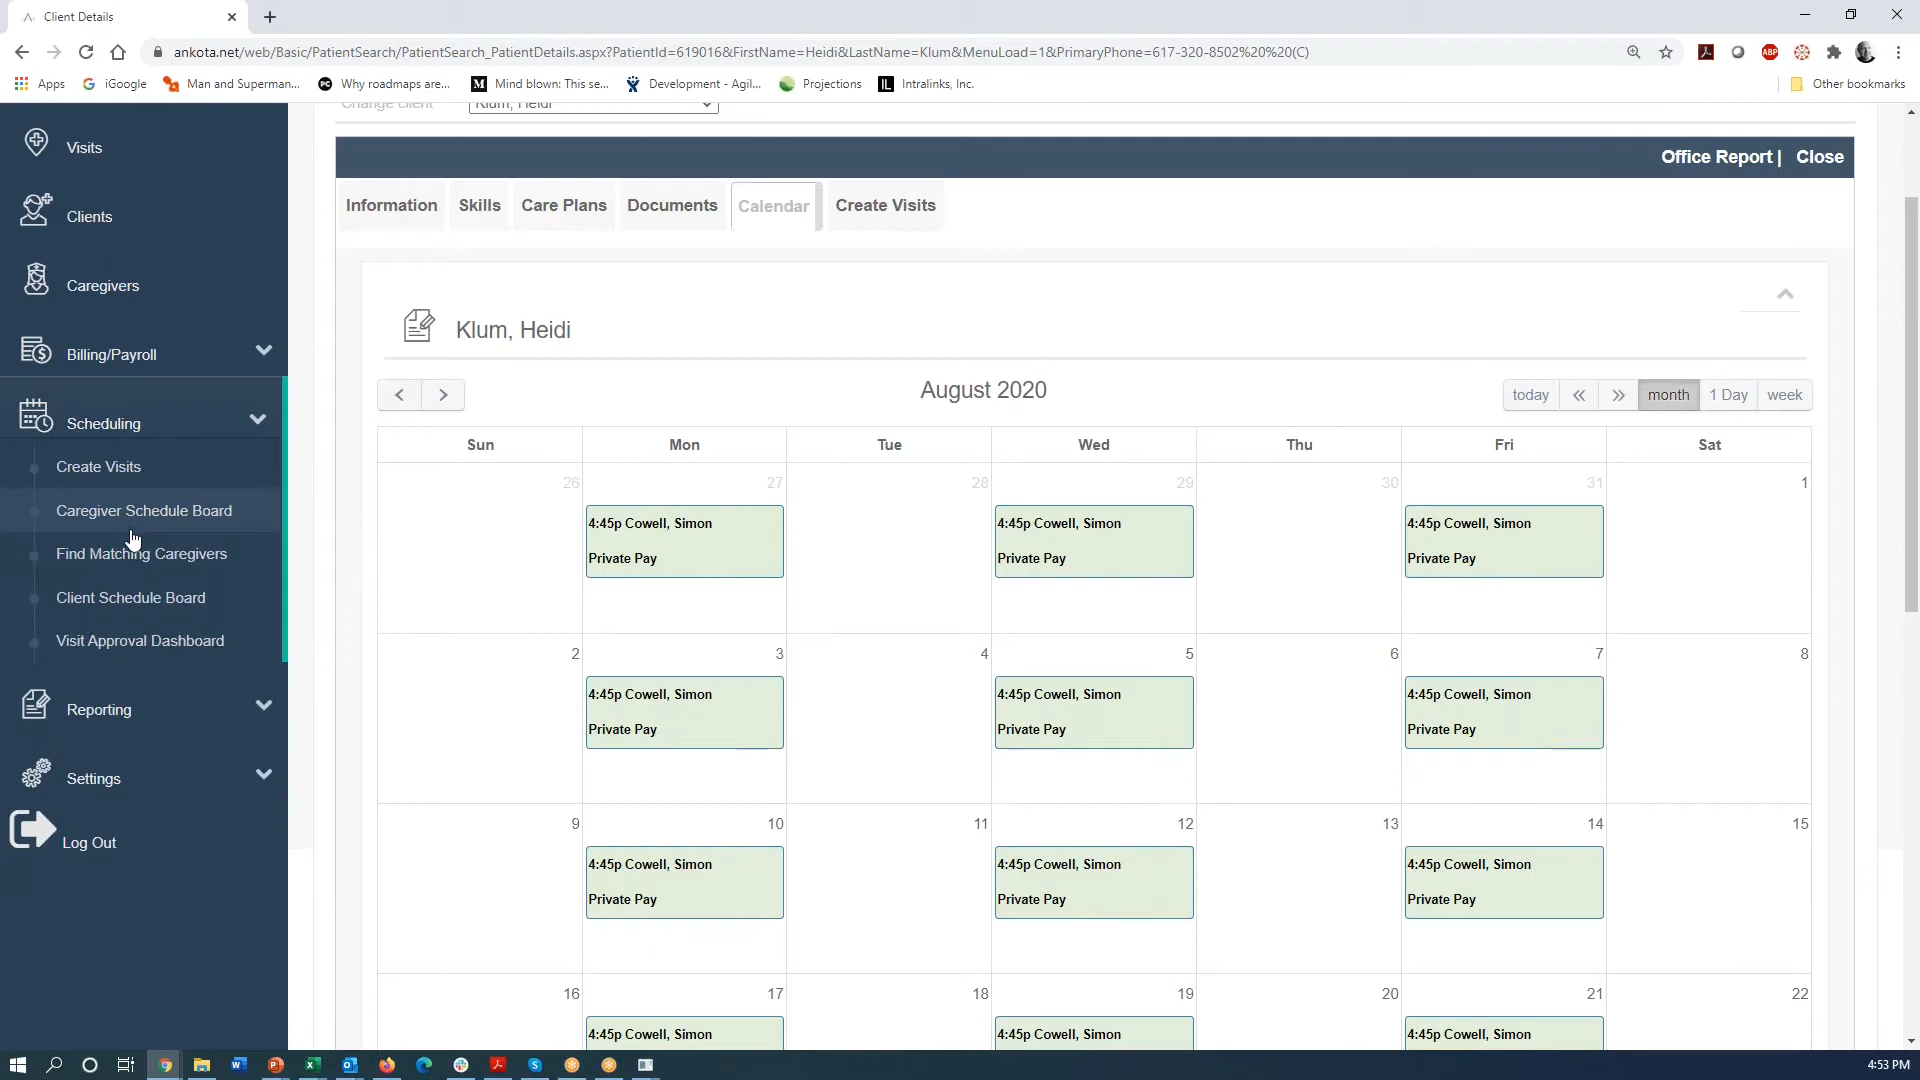 Client Details
ankota.net/web/Basic/PatientSearch/PatientSearch_PatientDetails.aspx?PatientId=619016&FirstName=Heidi&LastName=Klum&MenuLoad=1&PrimaryPhone=617-320-8502%20%20(C)
Apps iGoogle Man and Superman... Why roadmaps are... Mind blown: This se... Development - Agil... Projections Intralinks, Inc. Other bookmarks
Change client Klum, Heidi
Visits
Clients
Caregivers
Billing/Payroll
Scheduling
Create Visits
Caregiver Schedule Board
Find Matching Caregivers
Client Schedule Board
Visit Approval Dashboard
Reporting
Settings
Log Out
Office Report | Close
Information Skills Care Plans Documents Calendar Create Visits
Klum, Heidi
August 2020
today month 1 Day week
Sun Mon Tue Wed Thu Fri Sat
26 27 28 29 30 31 1
4:45p Cowell, Simon 4:45p Cowell, Simon 4:45p Cowell, Simon
Private Pay Private Pay Private Pay
2 3 4 5 6 7 8
4:45p Cowell, Simon 4:45p Cowell, Simon 4:45p Cowell, Simon
Private Pay Private Pay Private Pay
9 10 11 12 13 14 15
4:45p Cowell, Simon 4:45p Cowell, Simon 4:45p Cowell, Simon
Private Pay Private Pay Private Pay
16 17 18 19 20 21 22
4:45p Cowell, Simon 4:45p Cowell, Simon 4:45p Cowell, Simon
4:53 PM